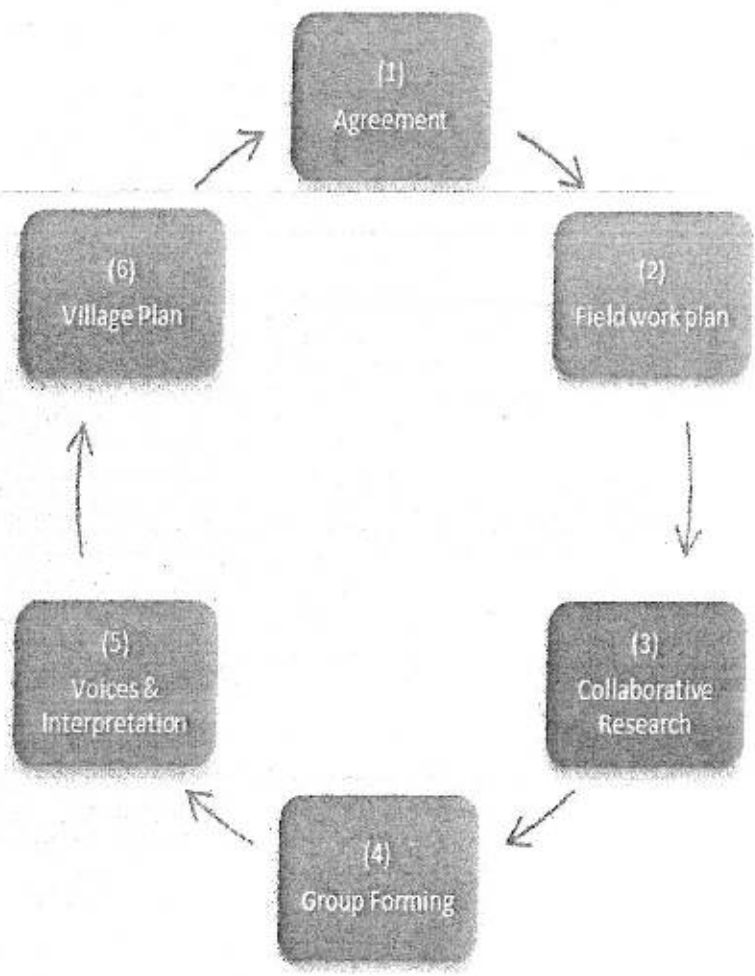 (1)
Agreement
(2)
Field work plan
(3)
Collaborative
Research
(4)
Group Forming
(5)
Voices &
Interpretation
(6)
Village Plan